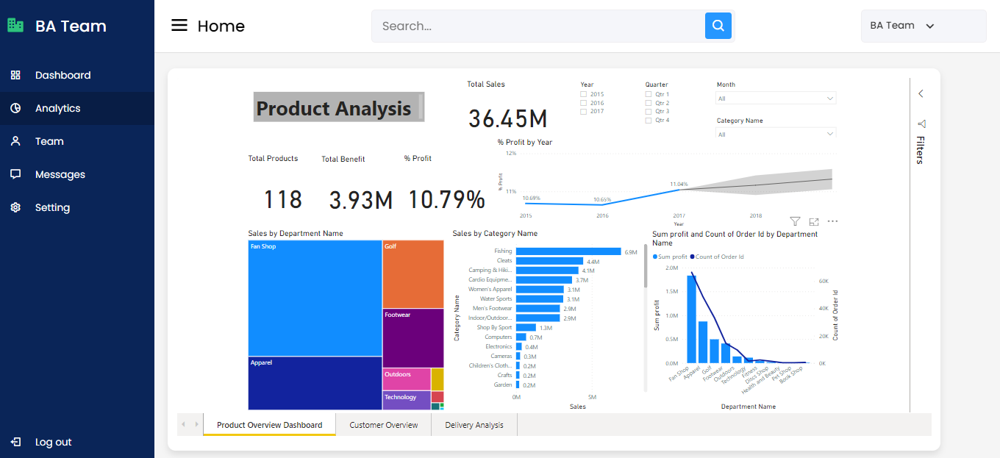 BA Team
Dashboard
Analytics
Team
Messages
Setting
Log out
Home
Search...
BA Team
Product Analysis
Total Sales
36.45M
Year
2015
2016
2017
Quarter
Qtr 1
Qtr 2
Qtr 3
Qtr 4
Month
All
Category Name
All
Filters
Total Products
118
Total Benefit
3.93M
% Profit
10.79%
% Profit by Year
12%
11%
% Profit
10.69%
10.65%
11.04%
2015
2016
2017
2018
Year
Sales by Department Name
Fan Shop
Golf
Footwear
Apparel
Outdoors
Technology
Sales by Category Name
Category Name
Fishing 6.9M
Cleats 4.4M
Camping & Hiki... 4.1M
Cardio Equipme... 3.7M
Women's Apparel 3.1M
Water Sports 3.1M
Men's Footwear 2.9M
Indoor/Outdoor... 2.9M
Shop By Sport 1.3M
Computers 0.7M
Electronics 0.4M
Cameras 0.3M
Children's Cloth... 0.2M
Crafts 0.2M
Garden 0.2M
0M 5M
Sales
Sum profit and Count of Order Id by Department
Name
Sum profit Count of Order Id
2.0M
1.5M
1.0M
0.5M
0.0M
Sum profit
60K
40K
20K
0K
Count of Order Id
Fan Shop
Apparel
Golf
Footwear
Outdoors
Technology
Fitness
Discs Shop
Health and Beauty
Pet Shop
Book Shop
Department Name
Product Overview Dashboard
Customer Overview
Delivery Analysis